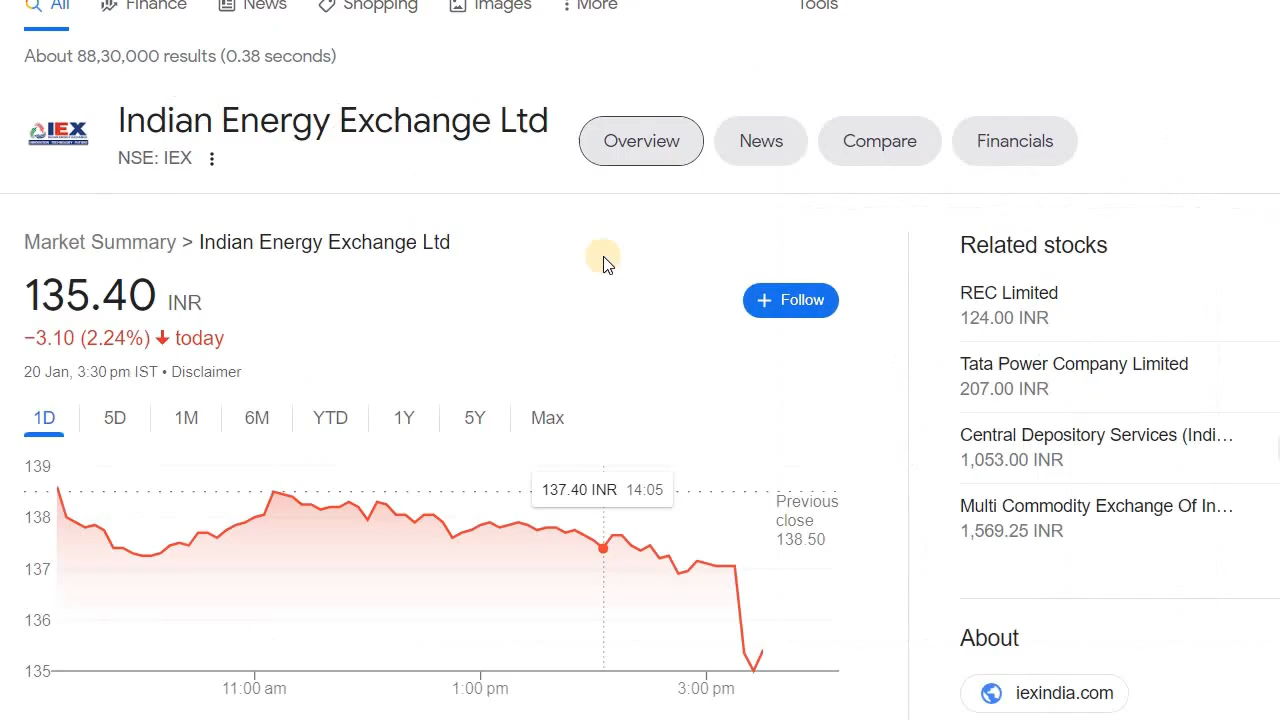 All Finance News Shopping Images More Tools
About 88,30,000 results (0.38 seconds)
IEX
Indian Energy Exchange Ltd
NSE: IEX
Overview News Compare Financials
Market Summary > Indian Energy Exchange Ltd
135.40 INR
−3.10 (2.24%) today
20 Jan, 3:30 pm IST • Disclaimer
Follow
1D 5D 1M 6M YTD 1Y 5Y Max
139
138
137
136
135
137.40 INR 14:05
Previous
close
138.50
11:00 am 1:00 pm 3:00 pm
Related stocks
REC Limited
124.00 INR
Tata Power Company Limited
207.00 INR
Central Depository Services (Indi…
1,053.00 INR
Multi Commodity Exchange Of In…
1,569.25 INR
About
iexindia.com